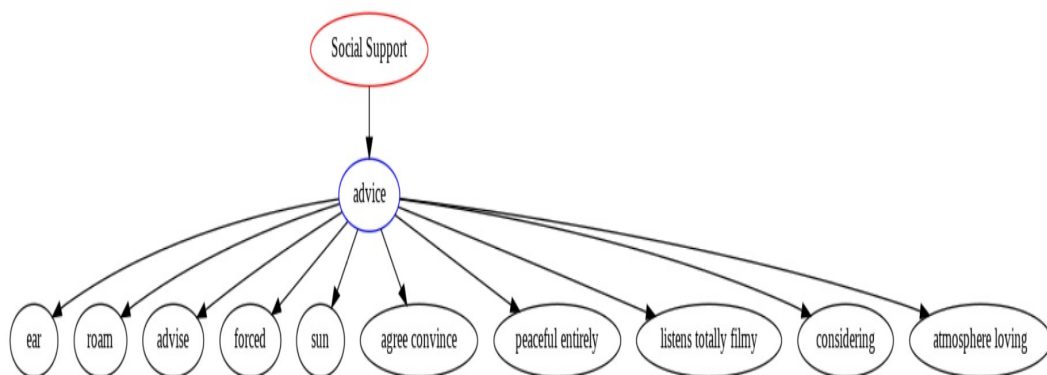 Social Support
advice
ear
roam
advise
forced
sun
agree convince
peaceful entirely
listens totally filmy
considering
atmosphere loving